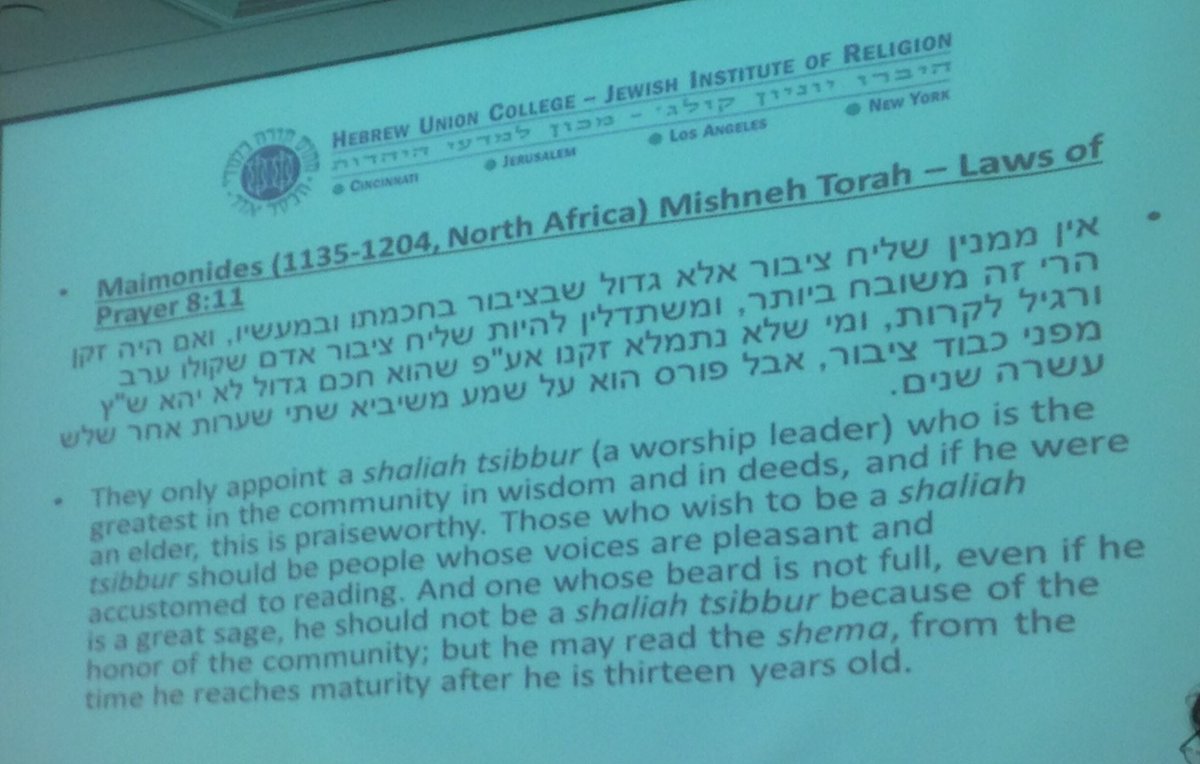 HEBREW UNION COLLEGE – JEWISH INSTITUTE OF RELIGION
היברו יוניון קולג' - מכון למדעי היהדות
CINCINNATI JERUSALEM LOS ANGELES NEW YORK
• Maimonides (1135-1204, North Africa) Mishneh Torah – Laws of
Prayer 8:11
• אין ממנין שליח ציבור אלא גדול שבציבור בחכמתו ובמעשיו, ואם היה זקן
הרי זה משובח ביותר, ומשתדלין להיות שליח ציבור אדם שקולו ערב
ורגיל לקרות, ומי שלא נתמלא זקנו אע"פ שהוא חכם גדול לא יהא ש"ץ
מפני כבוד ציבור, אבל פורס הוא על שמע משיביא שתי שערות אחר שלש
עשרה שנים.
• They only appoint a shaliah tsibbur (a worship leader) who is the
greatest in the community in wisdom and in deeds, and if he were
an elder, this is praiseworthy. Those who wish to be a shaliah
tsibbur should be people whose voices are pleasant and
accustomed to reading. And one whose beard is not full, even if he
is a great sage, he should not be a shaliah tsibbur because of the
honor of the community; but he may read the shema, from the
time he reaches maturity after he is thirteen years old.